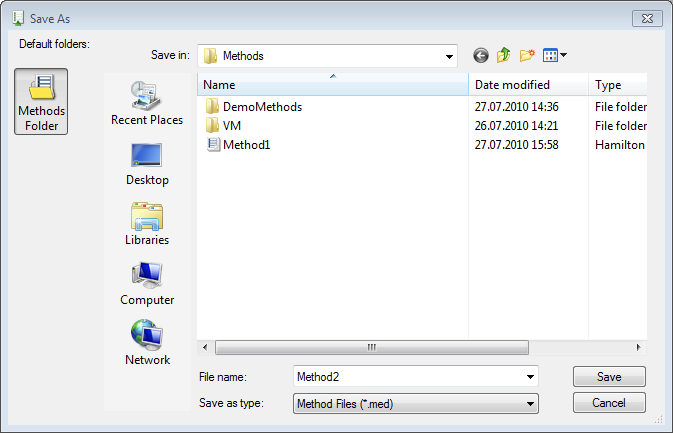 Save As
Default folders:
Save in: Methods
Methods
Folder
Recent Places
Desktop
Libraries
Computer
Network
Name Date modified Type
DemoMethods 27.07.2010 14:36 File folder
VM 26.07.2010 14:21 File folder
Method1 27.07.2010 15:58 Hamilton
File name: Method2 Save
Save as type: Method Files (*.med) Cancel